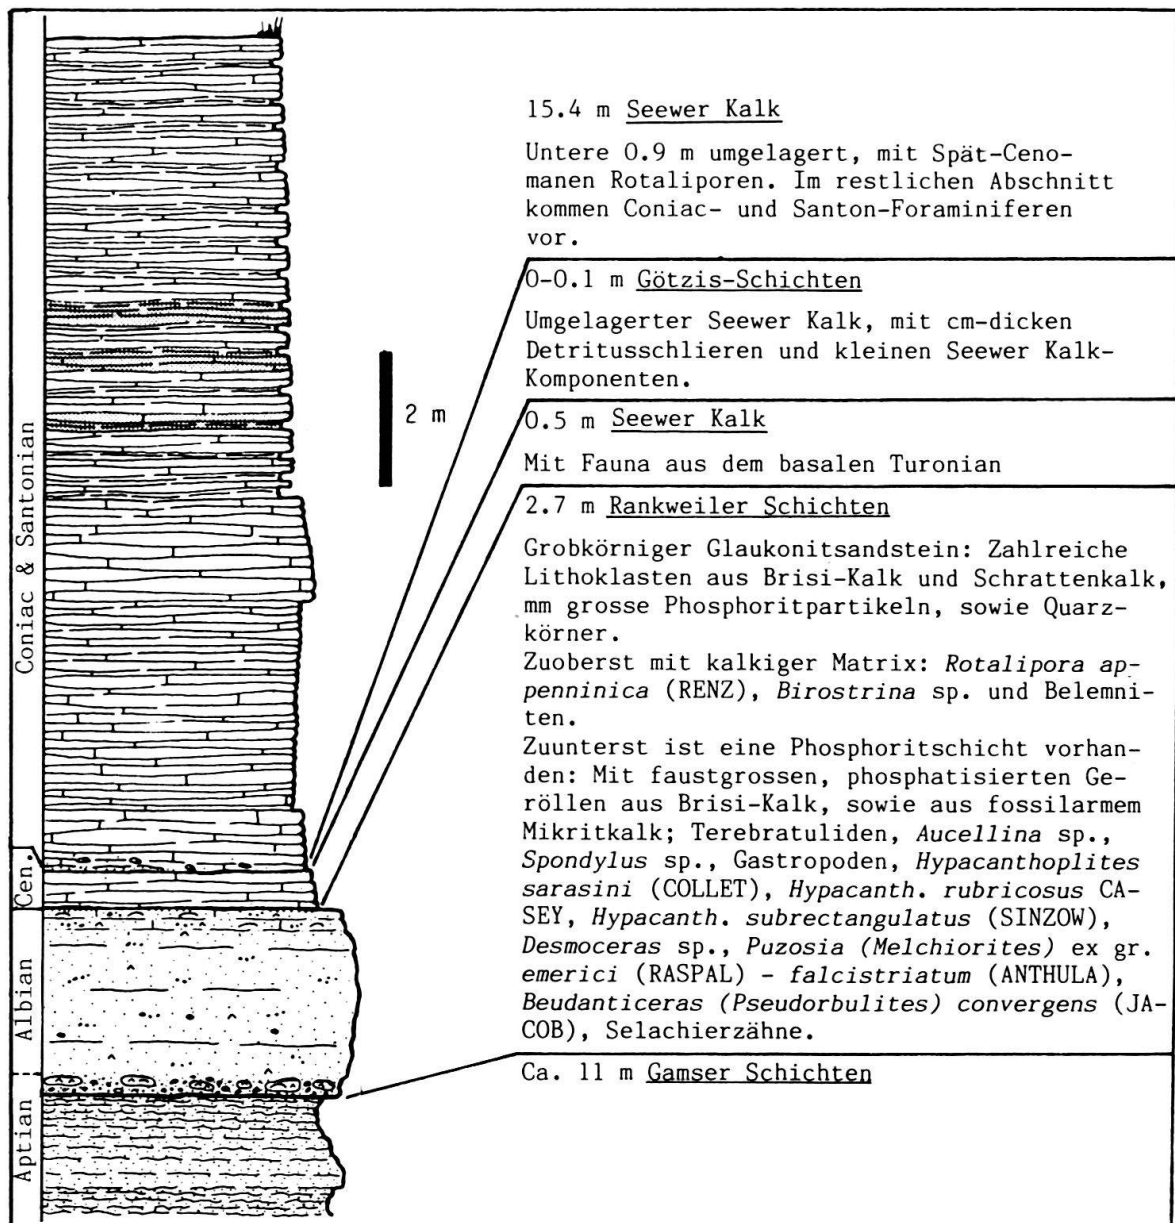 15.4 m Seewer Kalk
Untere 0.9 m umgelagert, mit Spät-Ceno-
manen Rotaliporen. Im restlichen Abschnitt
kommen Coniac- und Santon-Foraminiferen
vor.
0-0.1 m Götzis-Schichten
Umgelagerter Seewer Kalk, mit cm-dicken
Detritusschlieren und kleinen Seewer Kalk-
Komponenten.
2 m
0.5 m Seewer Kalk
Mit Fauna aus dem basalen Turonian
2.7 m Rankweiler Schichten
Grobkörniger Glaukonitsandstein: Zahlreiche
Lithoklasten aus Brisi-Kalk und Schrattenkalk,
mm grosse Phosphoritpartikeln, sowie Quarz-
körner.
Zuoberst mit kalkiger Matrix: Rotalipora ap-
penninica (RENZ), Birostrina sp. und Belemni-
ten.
Zuunterst ist eine Phosphoritschicht vorhan-
den: Mit faustgrossen, phosphatisierten Ge-
röllen aus Brisi-Kalk, sowie aus fossilarmem
Mikritkalk; Terebratuliden, Aucellina sp.,
Spondylus sp., Gastropoden, Hypacanthoplites
sarasini (COLLET), Hypacanth. rubricosus CA-
SEY, Hypacanth. subrectangulatus (SINZOW),
Desmoceras sp., Puzosia (Melchiorites) ex gr.
emerici (RASPAL) - falcistriatum (ANTHULA),
Beudanticeras (Pseudorbulites) convergens (JA-
COB), Selachierzähne.
Ca. 11 m Gamser Schichten
Coniac & Santonian
Cen.
Albian
Aptian